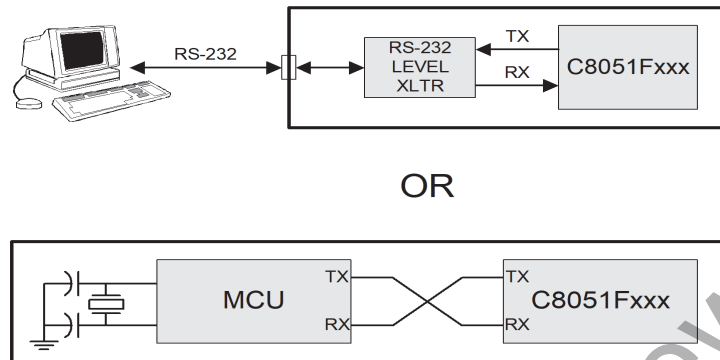 RS-232
RS-232
LEVEL
XLTR
TX
RX
C8051Fxxx
OR
MCU
TX
RX
TX
RX
C8051Fxxx